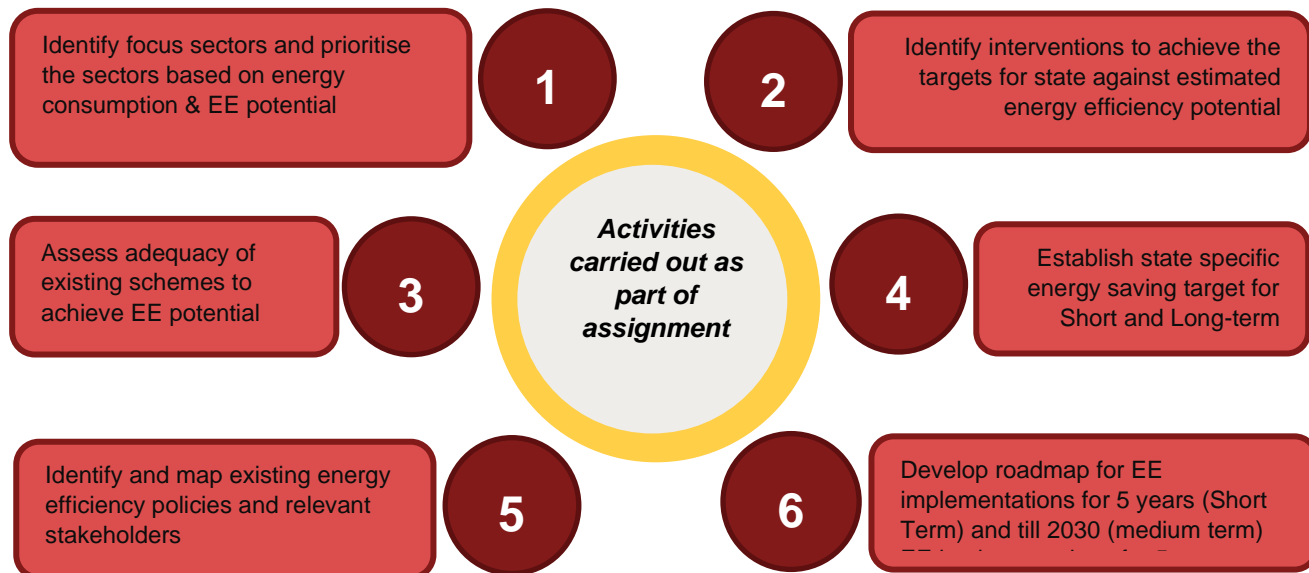 Identify focus sectors and prioritise
the sectors based on energy
consumption & EE potential
1
2
Identify interventions to achieve the
targets for state against estimated
energy efficiency potential
Activities
carried out as
part of
assignment
Assess adequacy of
existing schemes to
achieve EE potential
3
4
Establish state specific
energy saving target for
Short and Long-term
Identify and map existing energy
efficiency policies and relevant
stakeholders
5
6
Develop roadmap for EE
implementations for 5 years (Short
Term) and till 2030 (medium term)